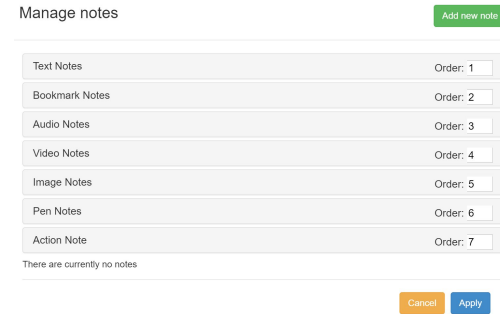 Manage notes
Add new note
Text Notes Order: 1
Bookmark Notes Order: 2
Audio Notes Order: 3
Video Notes Order: 4
Image Notes Order: 5
Pen Notes Order: 6
Action Note Order: 7
There are currently no notes
Cancel Apply